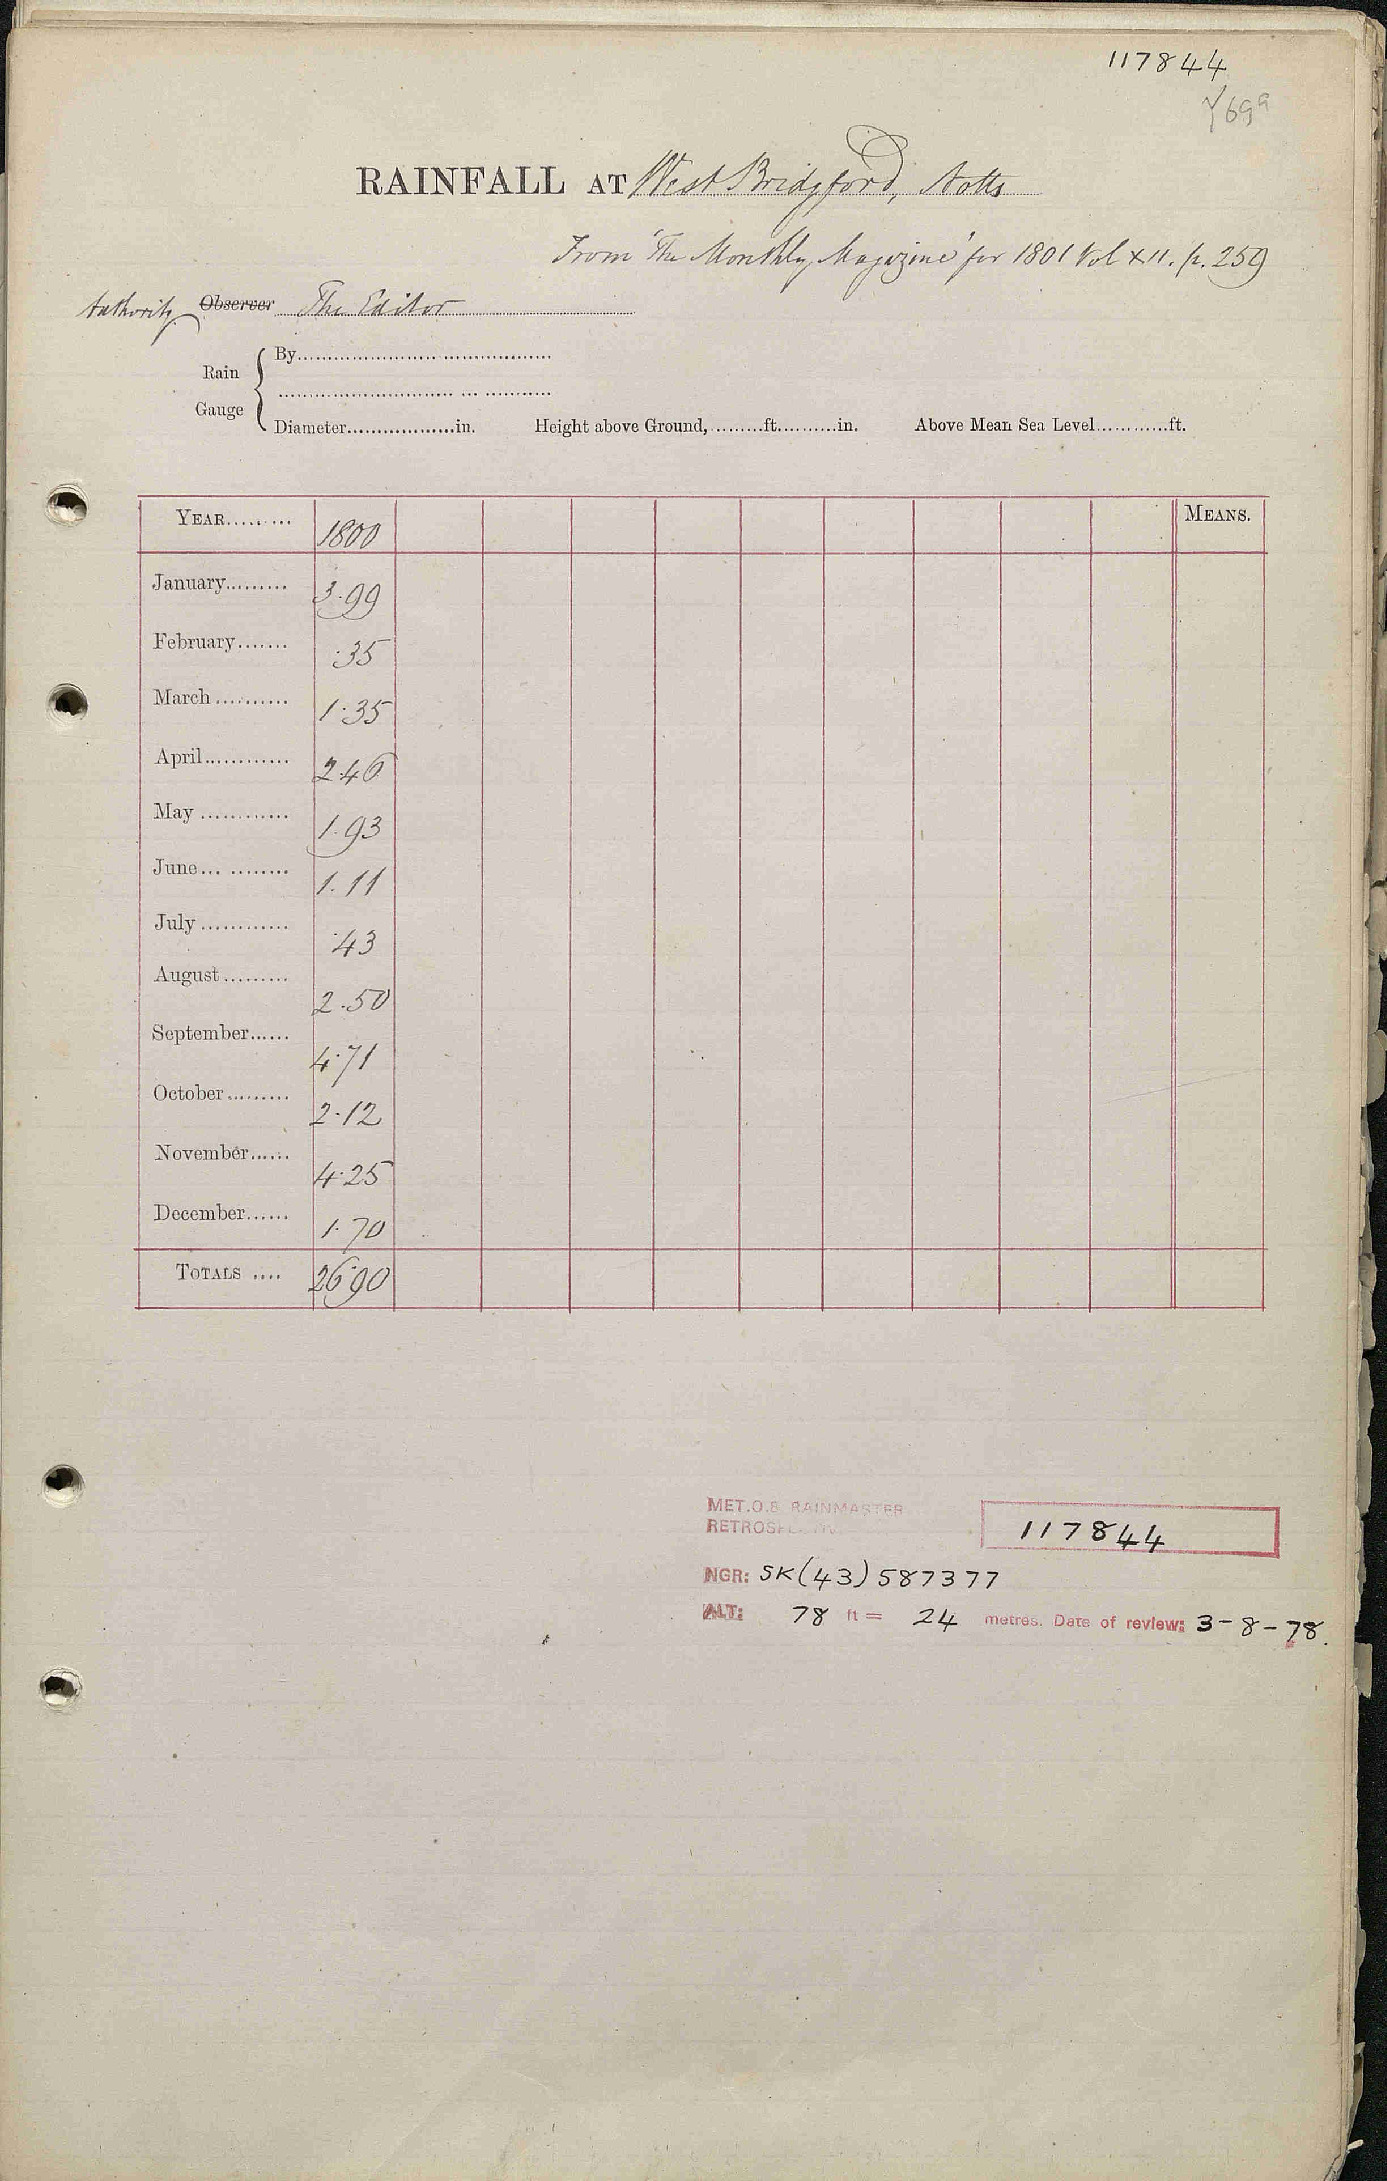 117844
RAINFALL AT West Bridgford, Notts
From 'The Monthly Magazine' for 1801 Vol XII. p. 259
Authority Observer The Editor
Rain Gauge
By
Diameter in. Height above Ground, ft. in. Above Mean Sea Level ft.
YEAR 1800 MEANS.
January 3.99
February .35
March 1.35
April 2.46
May 1.93
June 1.11
July .43
August 2.50
September 4.71
October 2.12
November 4.25
December 1.70
TOTALS 26.90
MET.O.8 RAINMASTER
117844
NGR: SK(43)587377
ALT: 78 ft = 24 metres. Date of review: 3-8-78.